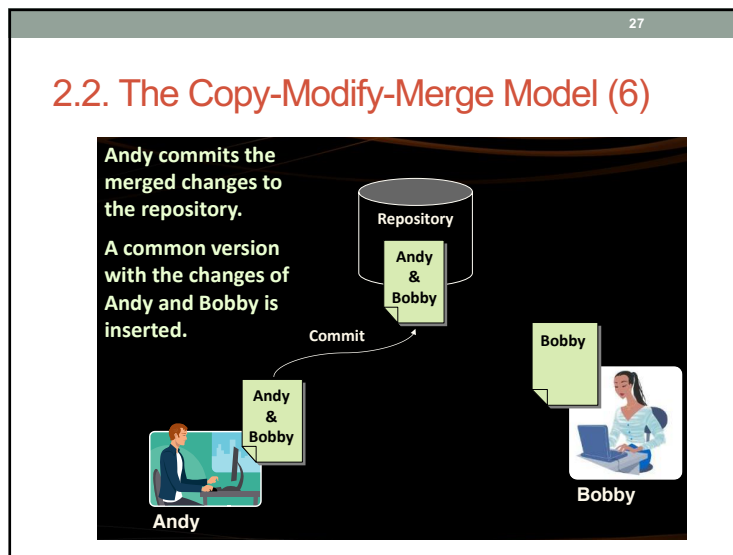 27
2.2. The Copy-Modify-Merge Model (6)
Andy commits the
merged changes to
the repository.
A common version
with the changes of
Andy and Bobby is
inserted.
Repository
Andy
&
Bobby
Commit
Bobby
Andy
&
Bobby
Andy
Bobby